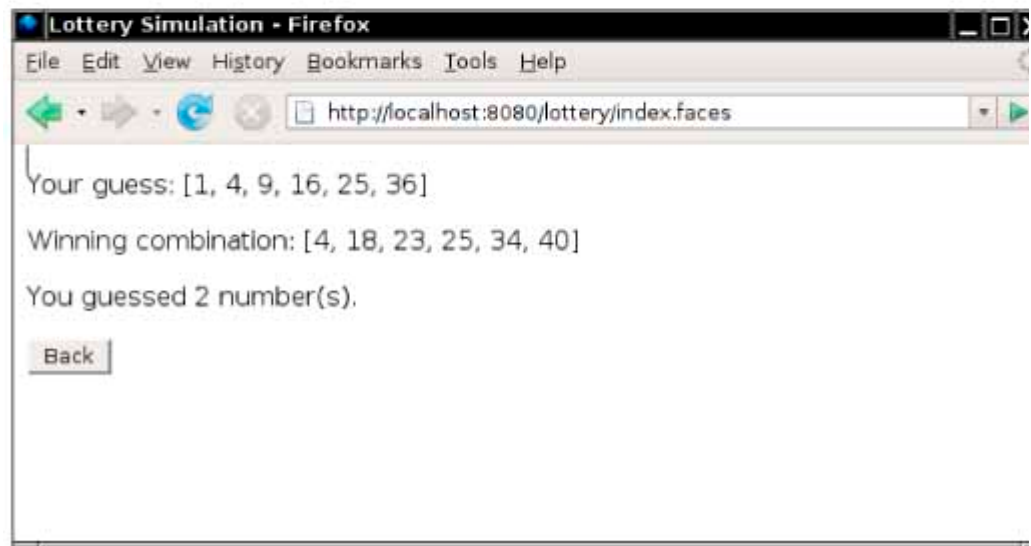 Lottery Simulation - Firefox
File Edit View History Bookmarks Tools Help
http://localhost:8080/lottery/index.faces
Your guess: [1, 4, 9, 16, 25, 36]
Winning combination: [4, 18, 23, 25, 34, 40]
You guessed 2 number(s).
Back